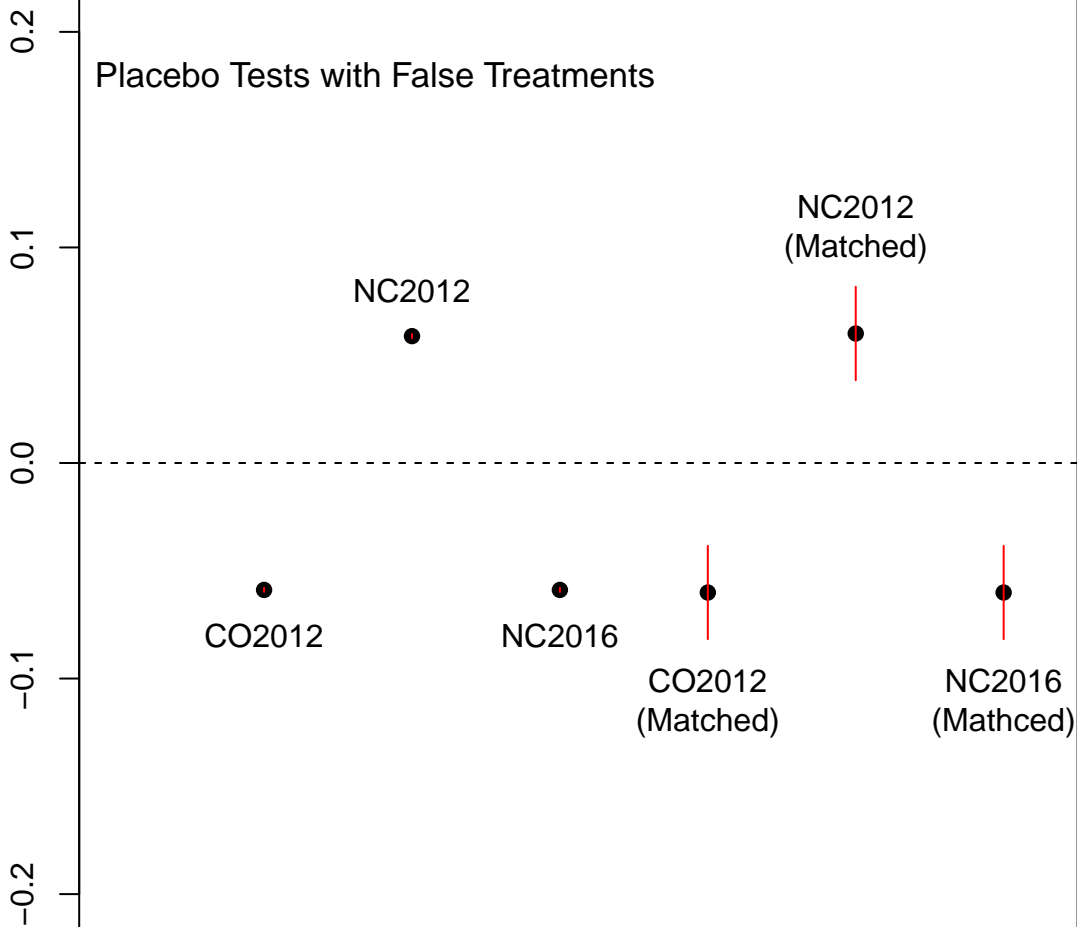 0.2
Placebo Tests with False Treatments
NC2012
(Matched)
0.1
NC2012
0.0
CO2012
NC2016
−0.1
CO2012
(Matched)
NC2016
(Mathced)
−0.2